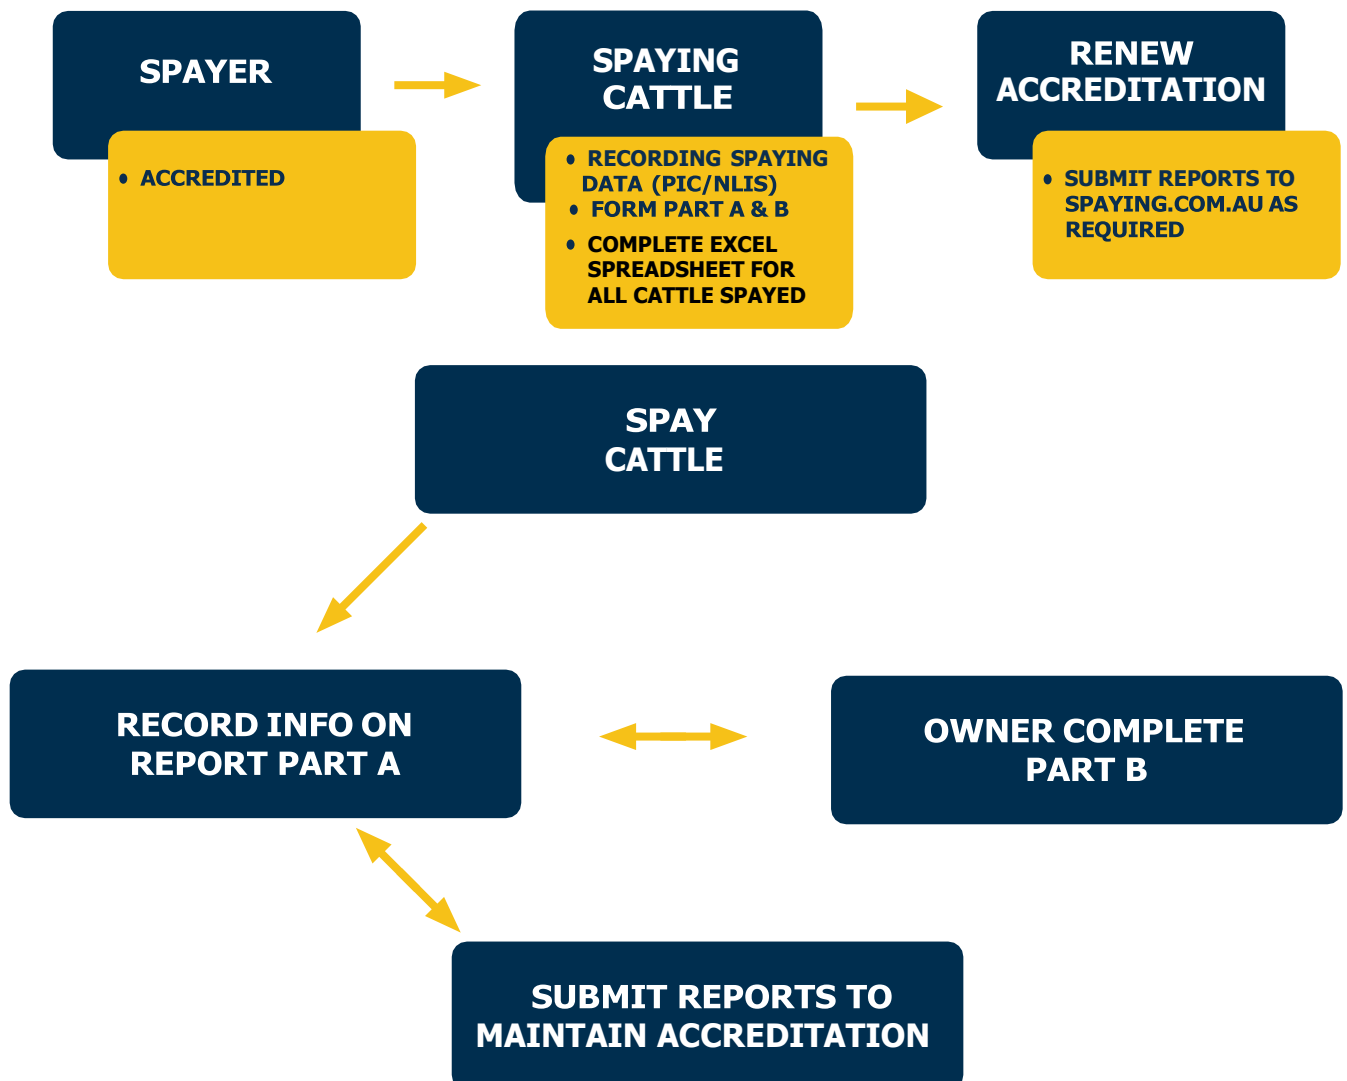 SPAYER
• ACCREDITED
SPAYING
CATTLE
• RECORDING SPAYING
DATA (PIC/NLIS)
• FORM PART A & B
• COMPLETE EXCEL
SPREADSHEET FOR
ALL CATTLE SPAYED
RENEW
ACCREDITATION
• SUBMIT REPORTS TO
SPAYING.COM.AU AS
REQUIRED
SPAY
CATTLE
RECORD INFO ON
REPORT PART A
OWNER COMPLETE
PART B
SUBMIT REPORTS TO
MAINTAIN ACCREDITATION